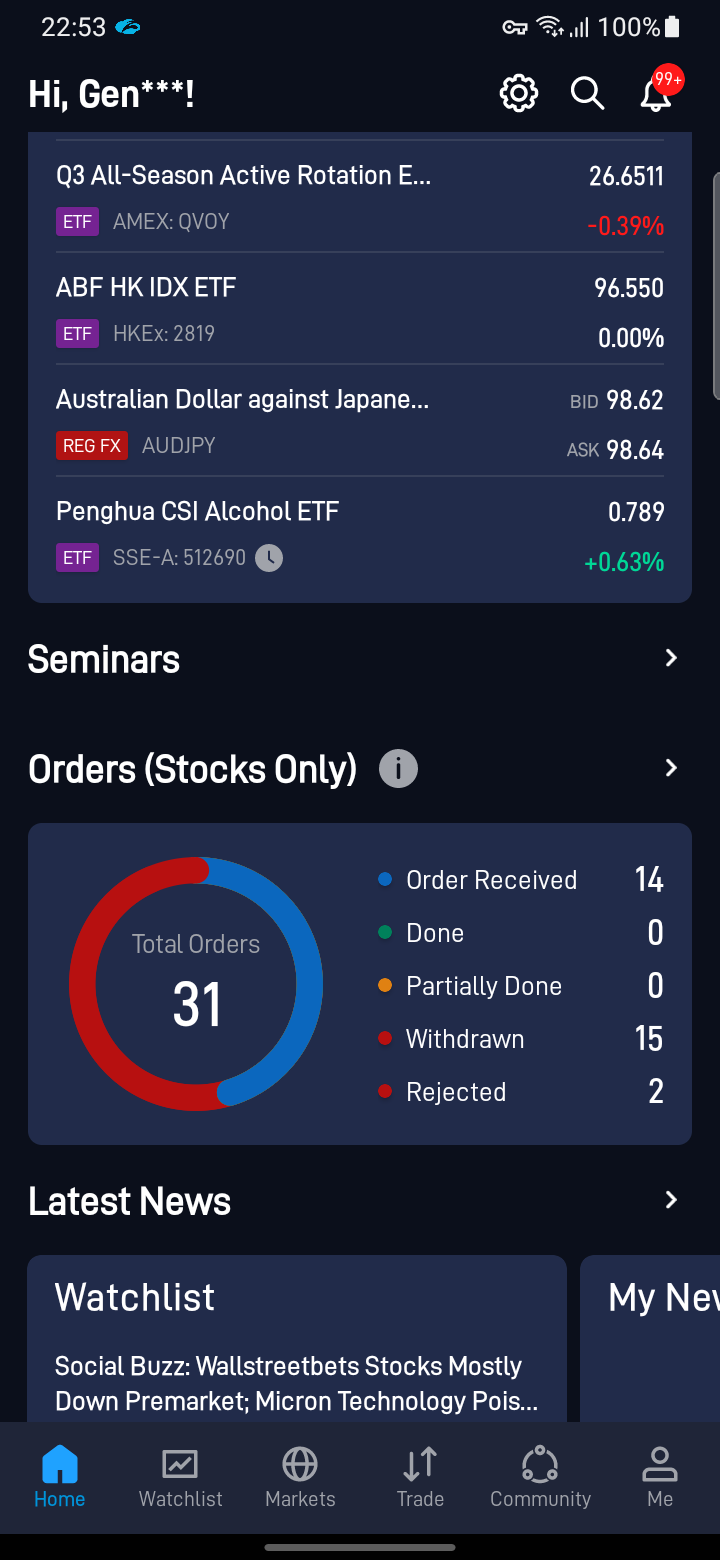 22:53 100%
Hi, Gen***! 99+
Q3 All-Season Active Rotation E... 26.6511
ETF AMEX: QVOY -0.39%
ABF HK IDX ETF 96.550
ETF HKEx: 2819 0.00%
Australian Dollar against Japane... BID 98.62
REG FX AUDJPY ASK 98.64
Penghua CSI Alcohol ETF 0.789
ETF SSE-A: 512690 +0.63%
Seminars
Orders (Stocks Only) i
Total Orders
31
Order Received 14
Done 0
Partially Done 0
Withdrawn 15
Rejected 2
Latest News
Watchlist
Social Buzz: Wallstreetbets Stocks Mostly
Down Premarket; Micron Technology Pois...
My New
Home Watchlist Markets Trade Community Me